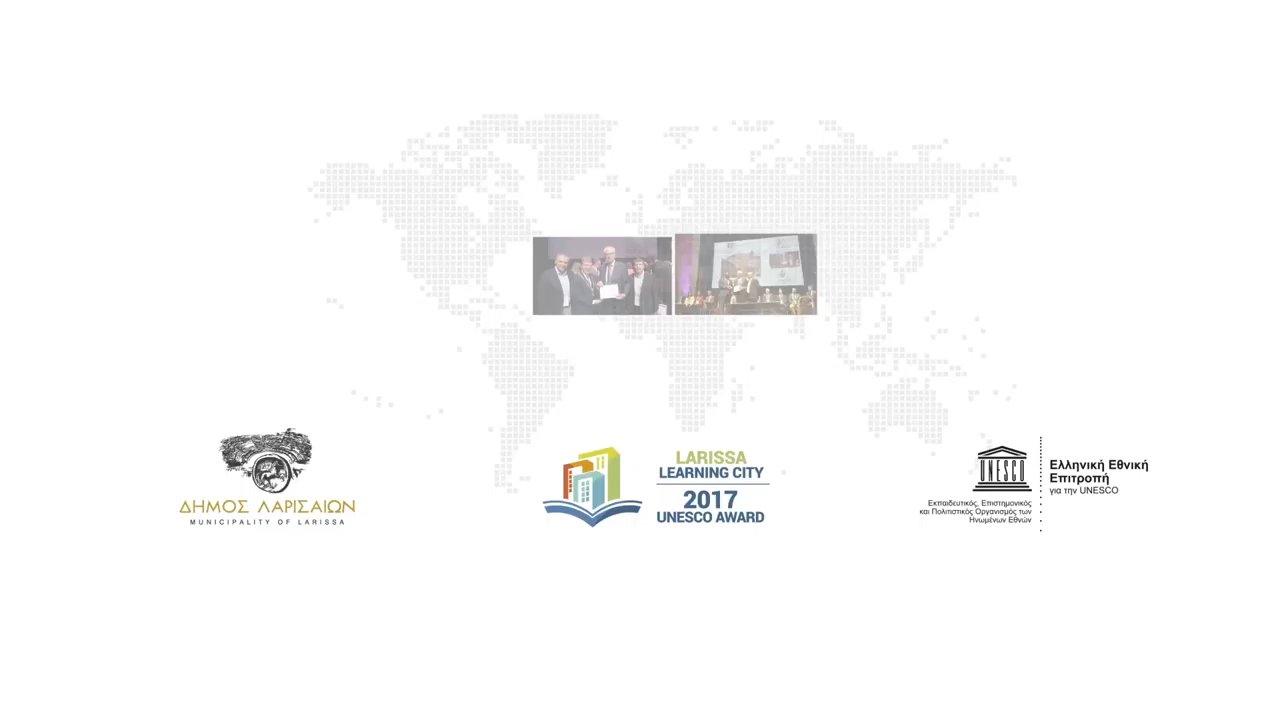 ΔΗΜΟΣ ΛΑΡΙΣΑΙΩΝ
MUNICIPALITY OF LARISSA
LARISSA
LEARNING CITY
2017
UNESCO AWARD
UNESCO
Εκπαιδευτικός, Επιστημονικός
και Πολιτιστικός Οργανισμός των
Ηνωμένων Εθνών
Ελληνική Εθνική
Επιτροπή
για την UNESCO